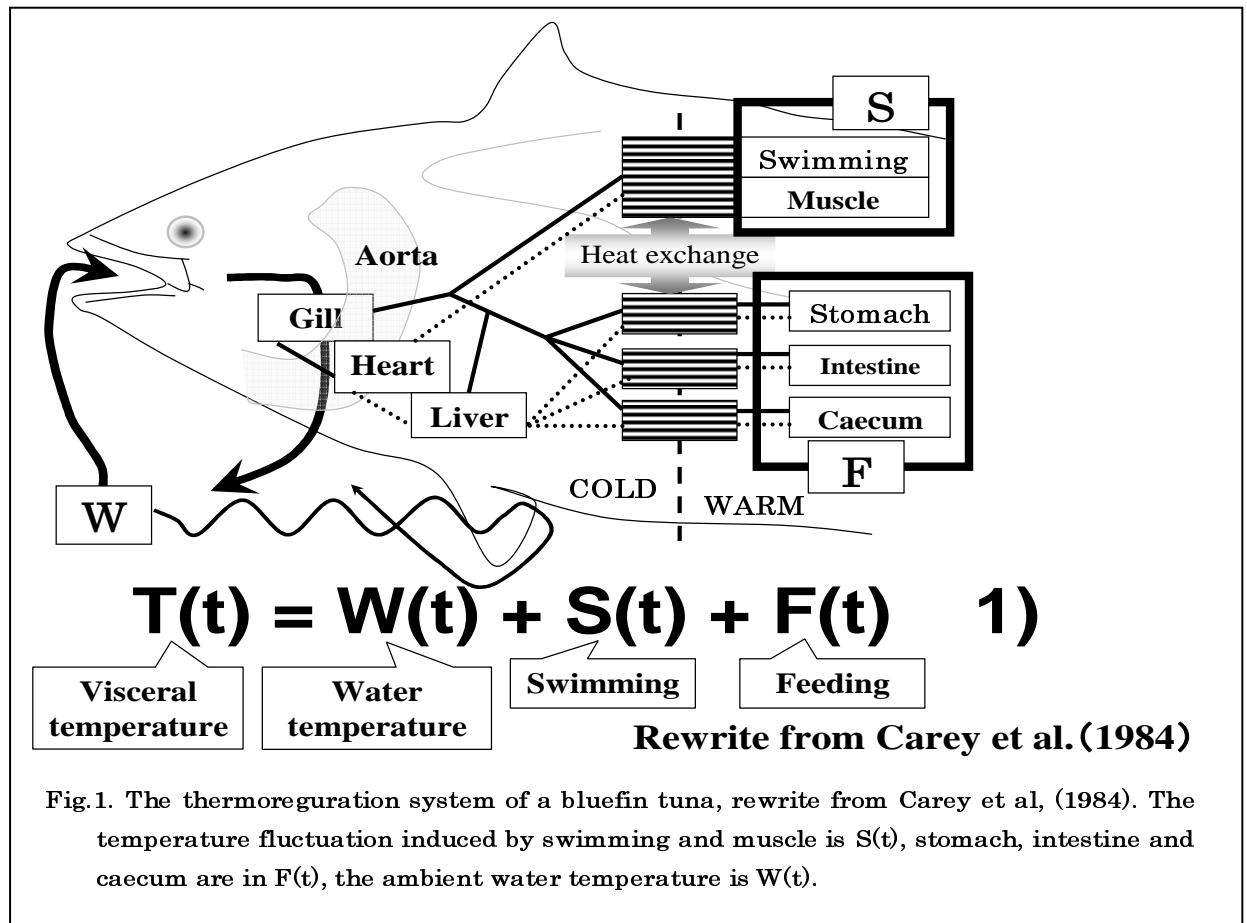 S
Swimming
Muscle
Aorta
Heat exchange
Gill
Stomach
Heart
Intestine
Liver
Caecum
F
COLD
WARM
W
T(t) = W(t) + S(t) + F(t) 1)
Visceral
temperature
Water
temperature
Swimming
Feeding
Rewrite from Carey et al.(1984)
Fig.1. The thermoreguration system of a bluefin tuna, rewrite from Carey et al, (1984). The
temperature fluctuation induced by swimming and muscle is S(t), stomach, intestine and
caecum are in F(t), the ambient water temperature is W(t).